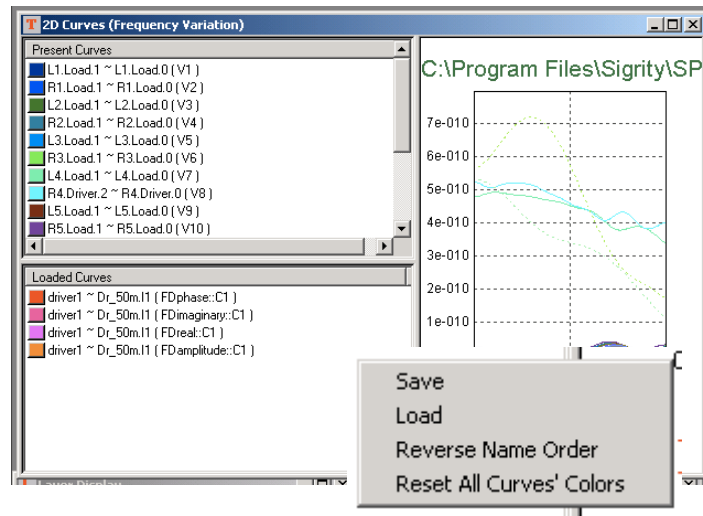 2D Curves (Frequency Variation)
Present Curves
L1.Load.1 ~ L1.Load.0 ( V1 )
R1.Load.1 ~ R1.Load.0 ( V2 )
L2.Load.1 ~ L2.Load.0 ( V3 )
R2.Load.1 ~ R2.Load.0 ( V4 )
L3.Load.1 ~ L3.Load.0 ( V5 )
R3.Load.1 ~ R3.Load.0 ( V6 )
L4.Load.1 ~ L4.Load.0 ( V7 )
R4.Driver.2 ~ R4.Driver.0 ( V8 )
L5.Load.1 ~ L5.Load.0 ( V9 )
R5.Load.1 ~ R5.Load.0 ( V10 )
Loaded Curves
driver1 ~ Dr_50m.I1 ( FDphase::C1 )
driver1 ~ Dr_50m.I1 ( FDimaginary::C1 )
driver1 ~ Dr_50m.I1 ( FDreal::C1 )
driver1 ~ Dr_50m.I1 ( FDamplitude::C1 )
C:\Program Files\Sigrity\SP
7e-010
6e-010
5e-010
4e-010
3e-010
2e-010
1e-010
Save
Load
Reverse Name Order
Reset All Curves' Colors